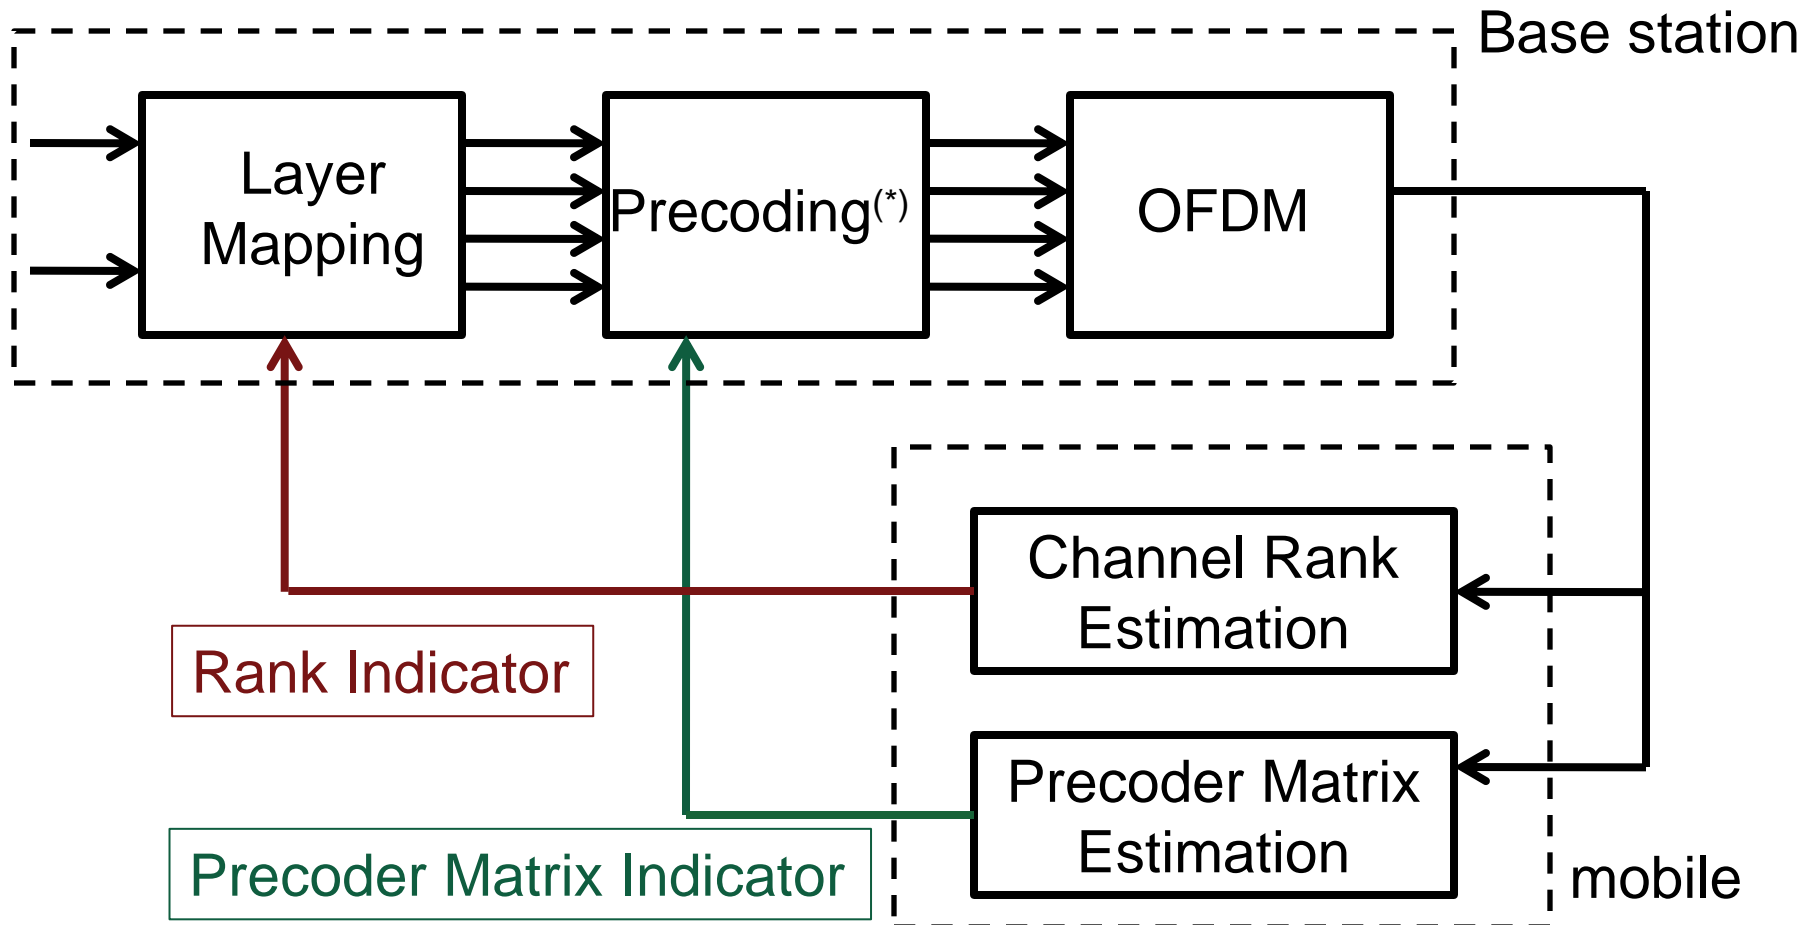 Base station
Layer
Mapping
Precoding(*)
OFDM
Channel Rank
Estimation
Rank Indicator
Precoder Matrix
Estimation
Precoder Matrix Indicator
mobile